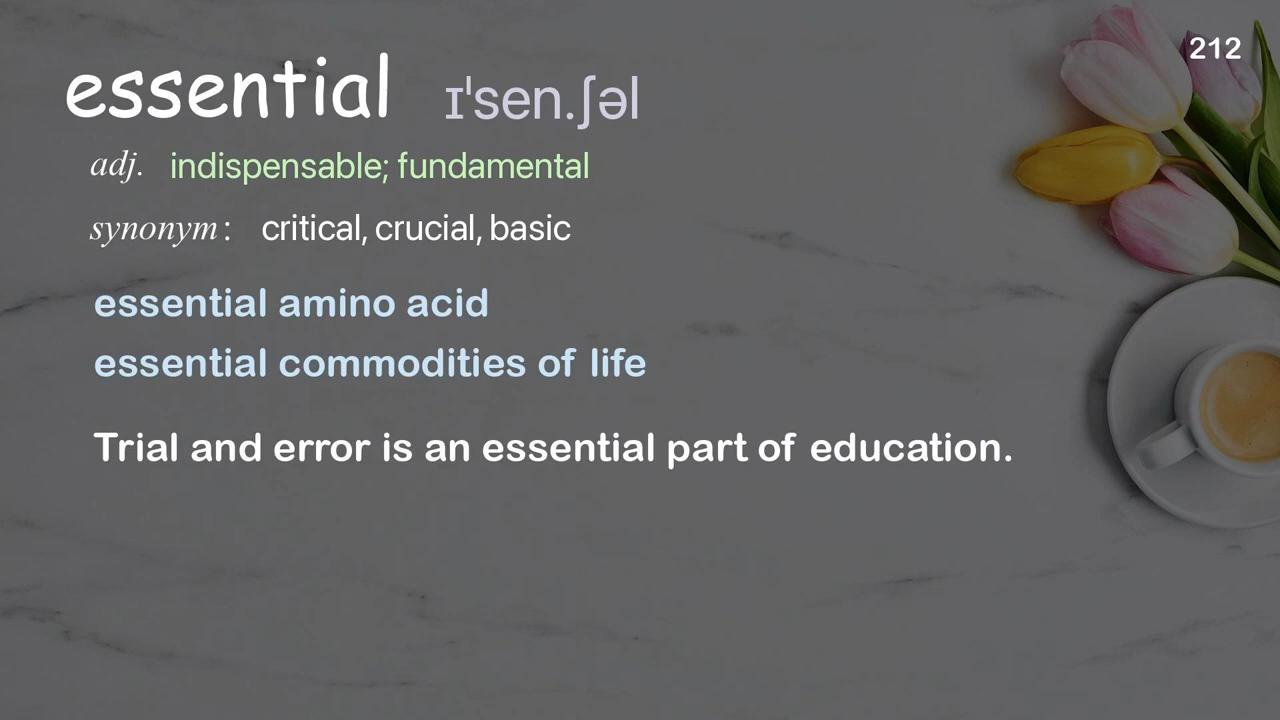 212
essential ɪˈsen.ʃəl
adj. indispensable; fundamental
synonym: critical, crucial, basic
essential amino acid
essential commodities of life
Trial and error is an essential part of education.